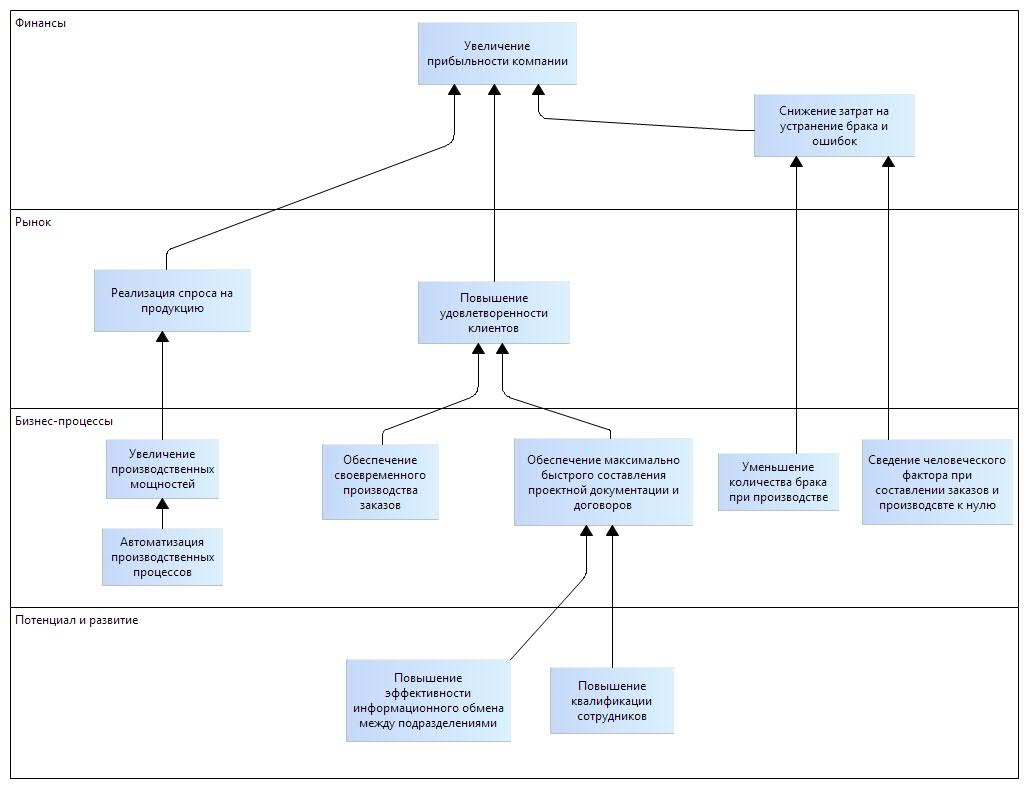 Финансы
Увеличение
прибыльности компании
Снижение затрат на
устранение брака и
ошибок
Рынок
Реализация спроса на
продукцию
Повышение
удовлетворенности
клиентов
Бизнес-процессы
Увеличение
производственных
мощностей
Обеспечение
своевременного
производства
заказов
Обеспечение максимально
быстрого составления
проектной документации и
договоров
Уменьшение
количества брака
при производстве
Сведение человеческого
фактора при
составлении заказов и
производсвте к нулю
Автоматизация
производственных
процессов
Потенциал и развитие
Повышение
эффективности
информационного обмена
между подразделениями
Повышение
квалификации
сотрудников